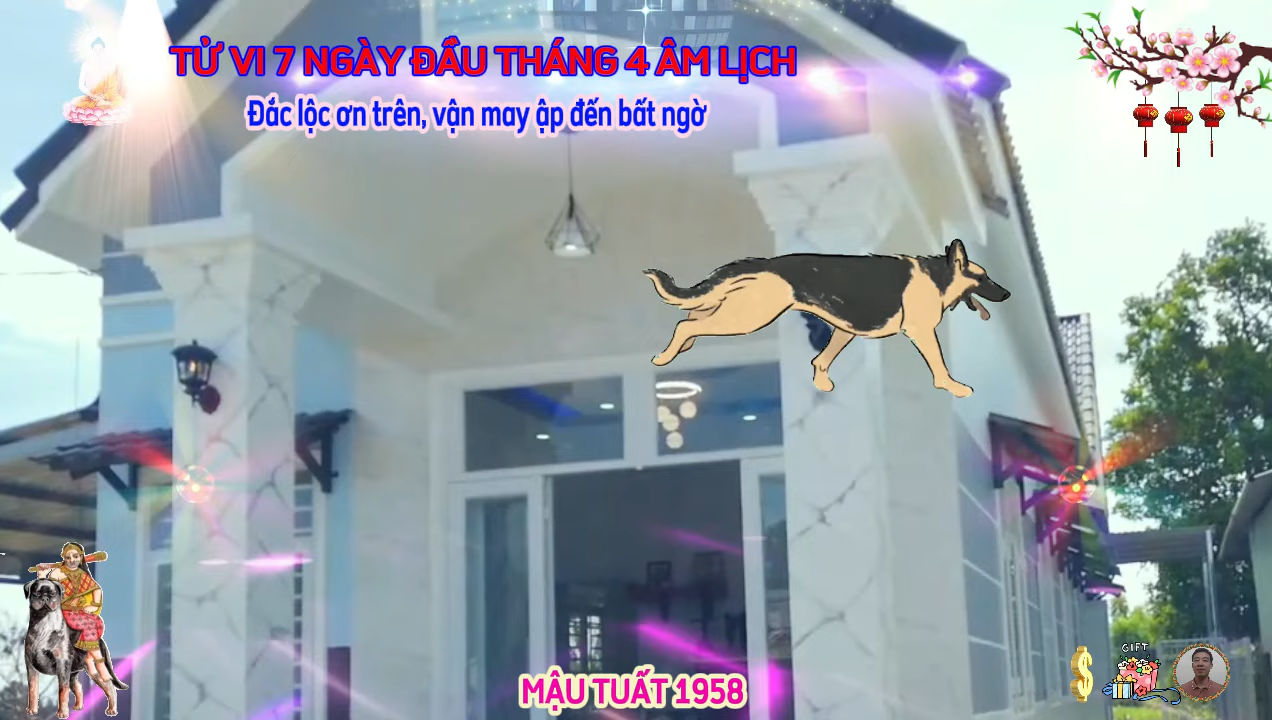 TỬ VI 7 NGÀY ĐẦU THÁNG 4 ÂM LỊCH
Đắc lộc ơn trên, vận may ập đến bất ngờ
GIFT
MẬU TUẤT 1958